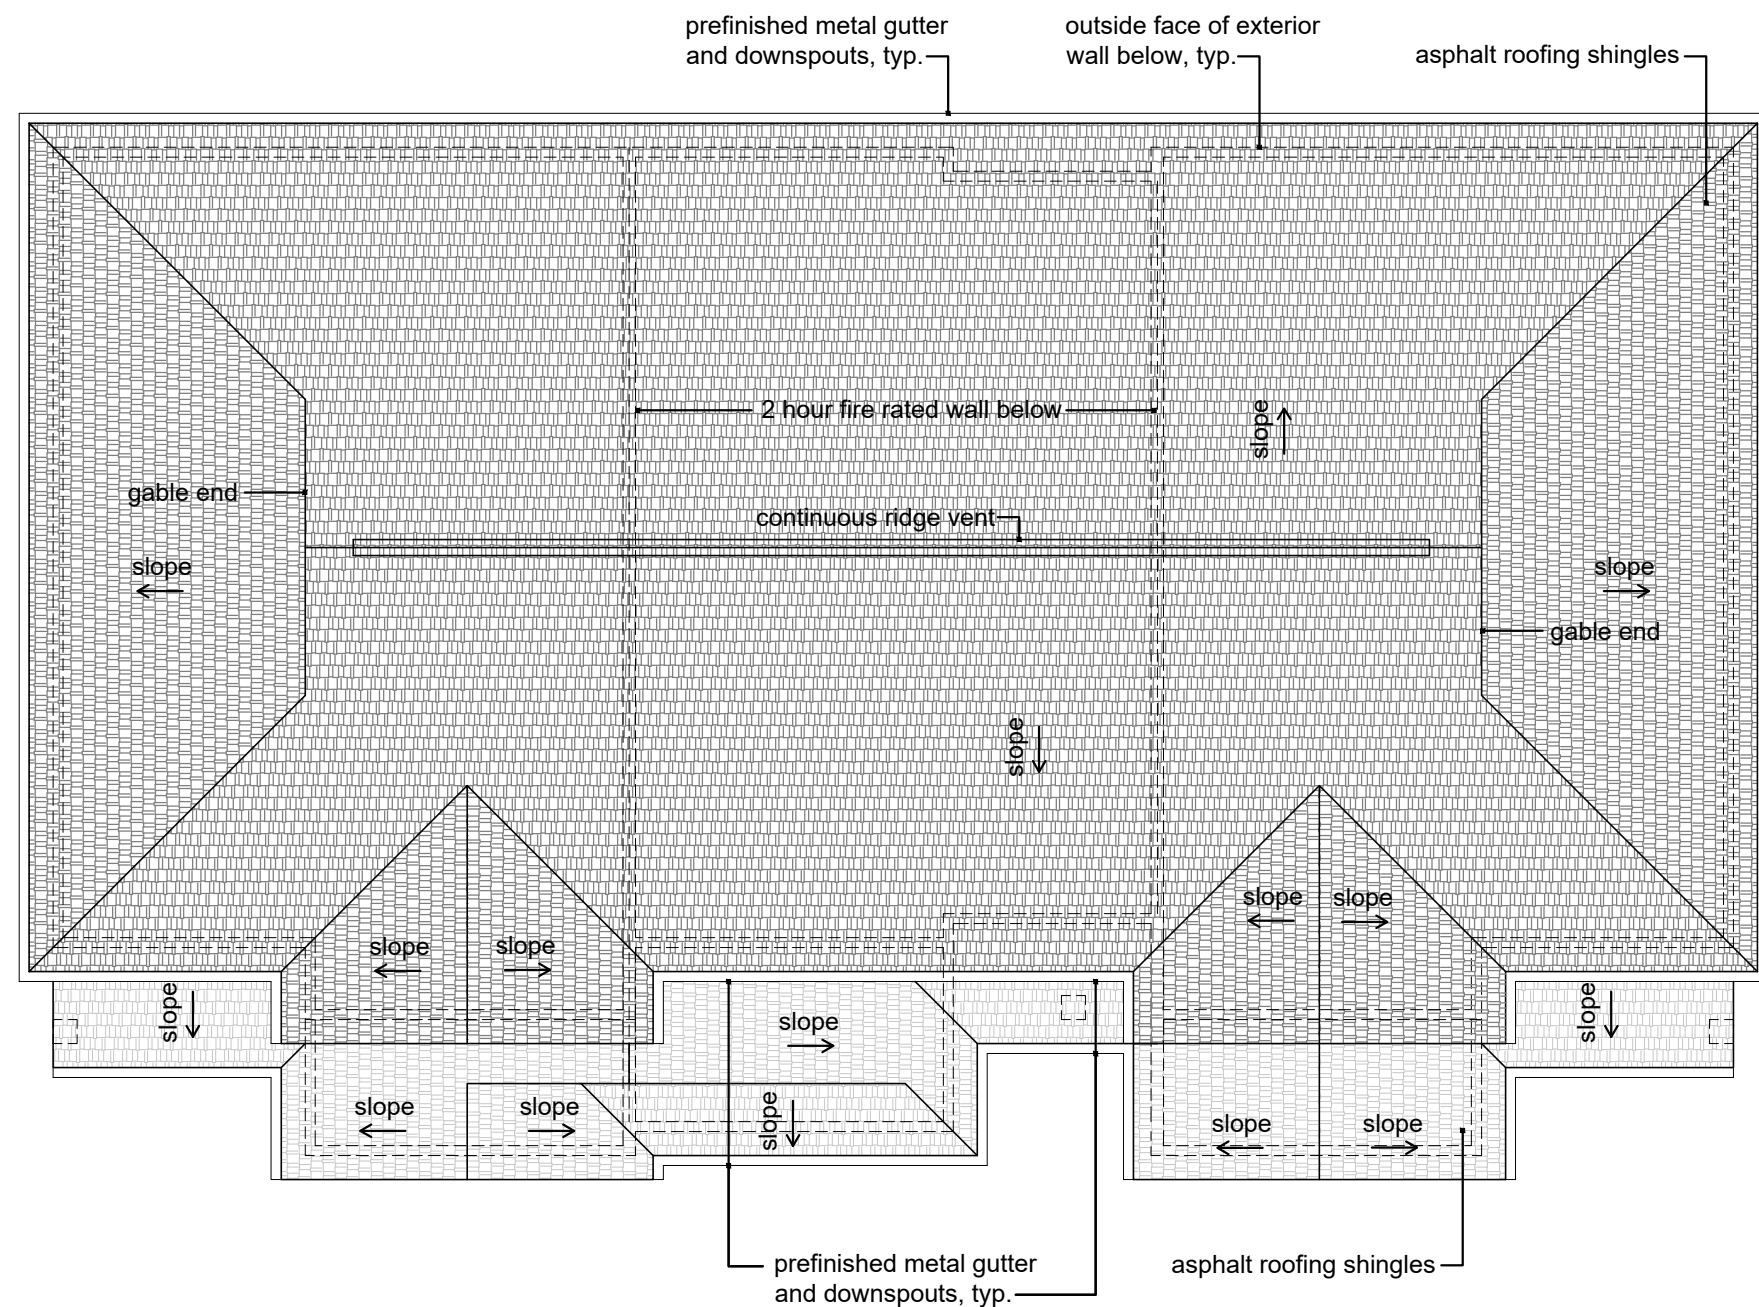 prefinished metal gutter
and downspouts, typ.
outside face of exterior
wall below, typ.
asphalt roofing shingles
2 hour fire rated wall below
slope
gable end
continuous ridge vent
slope
slope
gable end
slope
slope
slope
slope
slope
slope
slope
slope
slope
slope
slope
slope
slope
prefinished metal gutter
and downspouts, typ.
asphalt roofing shingles